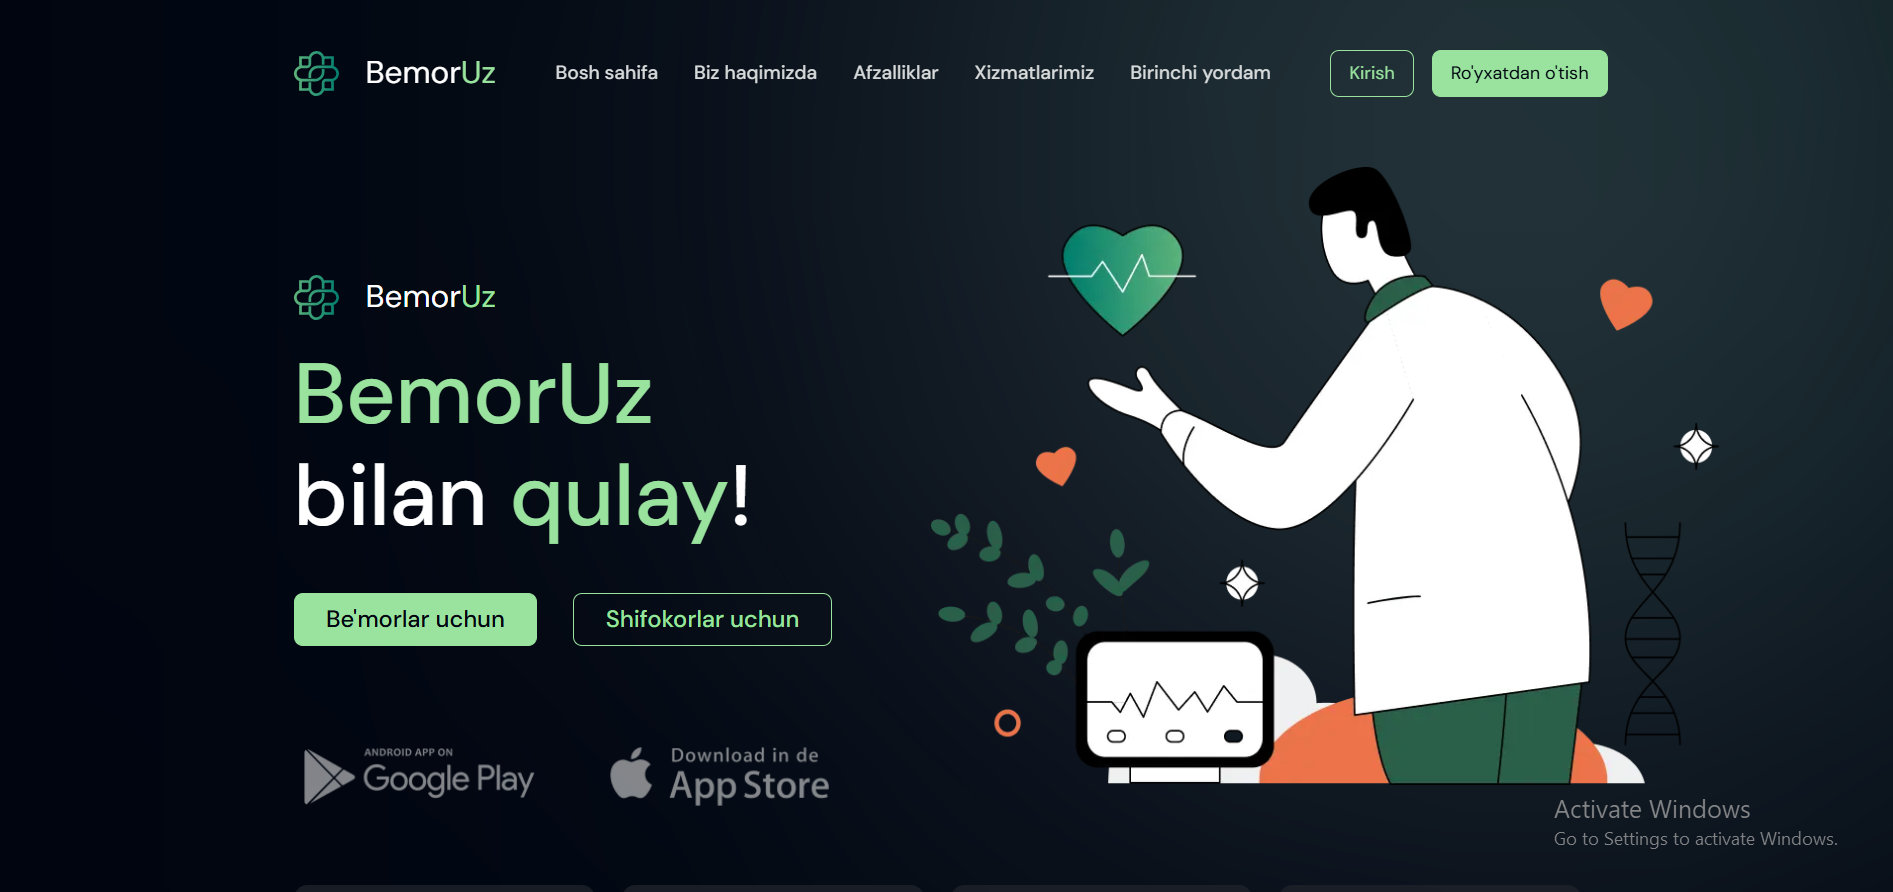 BemorUz Bosh sahifa Biz haqimizda Afzalliklar Xizmatlarimiz Birinchi yordam Kirish Ro'yxatdan o'tish
BemorUz
BemorUz
bilan qulay!
Be'morlar uchun Shifokorlar uchun
ANDROID APP ON
Google Play
Download in de
App Store
Activate Windows
Go to Settings to activate Windows.